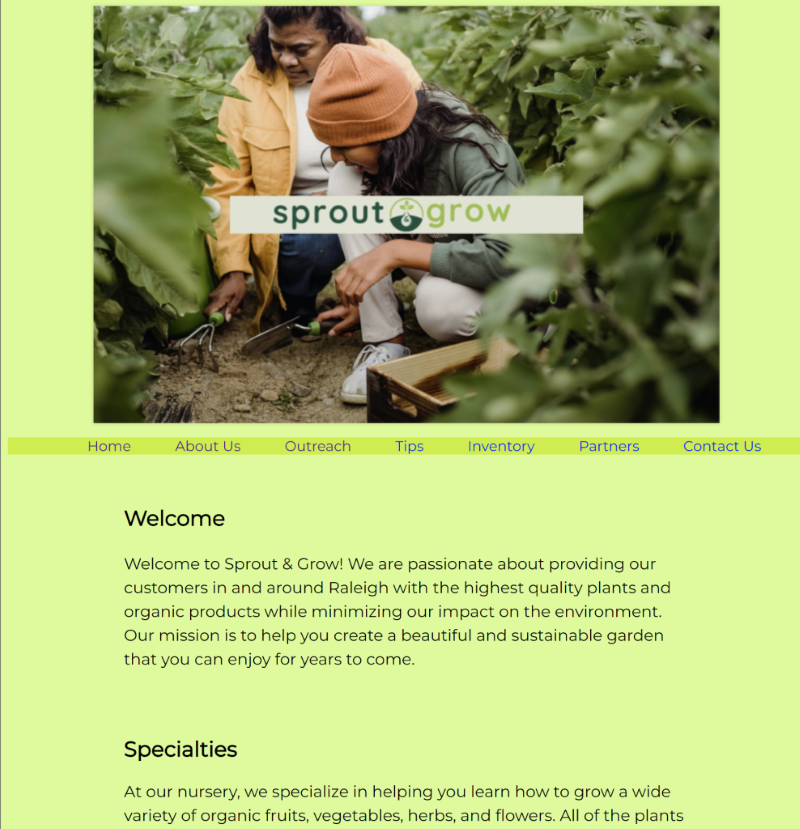 sprout & grow
Home About Us Outreach Tips Inventory Partners Contact Us
Welcome
Welcome to Sprout & Grow! We are passionate about providing our
customers in and around Raleigh with the highest quality plants and
organic products while minimizing our impact on the environment.
Our mission is to help you create a beautiful and sustainable garden
that you can enjoy for years to come.
Specialties
At our nursery, we specialize in helping you learn how to grow a wide
variety of organic fruits, vegetables, herbs, and flowers. All of the plants